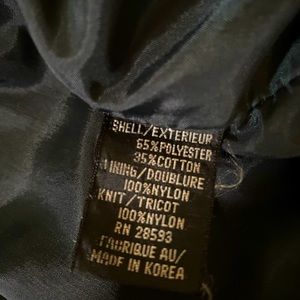 SHELL/EXTERIEUR
65%POLYESTER
35%COTTON
LINING/DOUBLURE
100%NYLON
KNIT/TRICOT
100%NYLON
RN 28593
FABRIQUE AU/
MADE IN KOREA